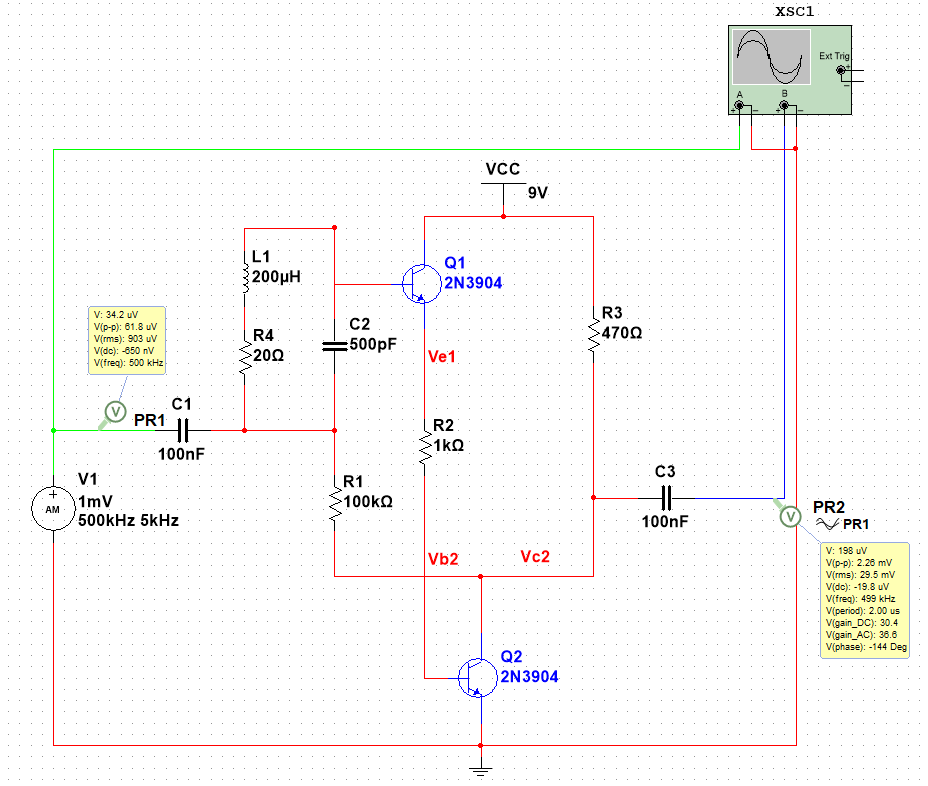 XSC1
Ext Trig
+
-
A
B
+
-
+
-
VCC
9V
L1
200µH
Q1
2N3904
V: 34.2 uV
V(p-p): 61.8 uV
V(rms): 903 uV
V(dc): -650 nV
V(freq): 500 kHz
R4
20Ω
C2
500pF
R3
470Ω
Ve1
V
PR1
C1
100nF
R2
1kΩ
V1
1mV
500kHz 5kHz
+
AM
R1
100kΩ
C3
100nF
V
PR2
PR1
Vb2
Vc2
V: 198 uV
V(p-p): 2.26 mV
V(rms): 29.5 mV
V(dc): -19.8 uV
V(freq): 499 kHz
V(period): 2.00 us
V(gain_DC): 30.4
V(gain_AC): 36.6
V(phase): -144 Deg
Q2
2N3904